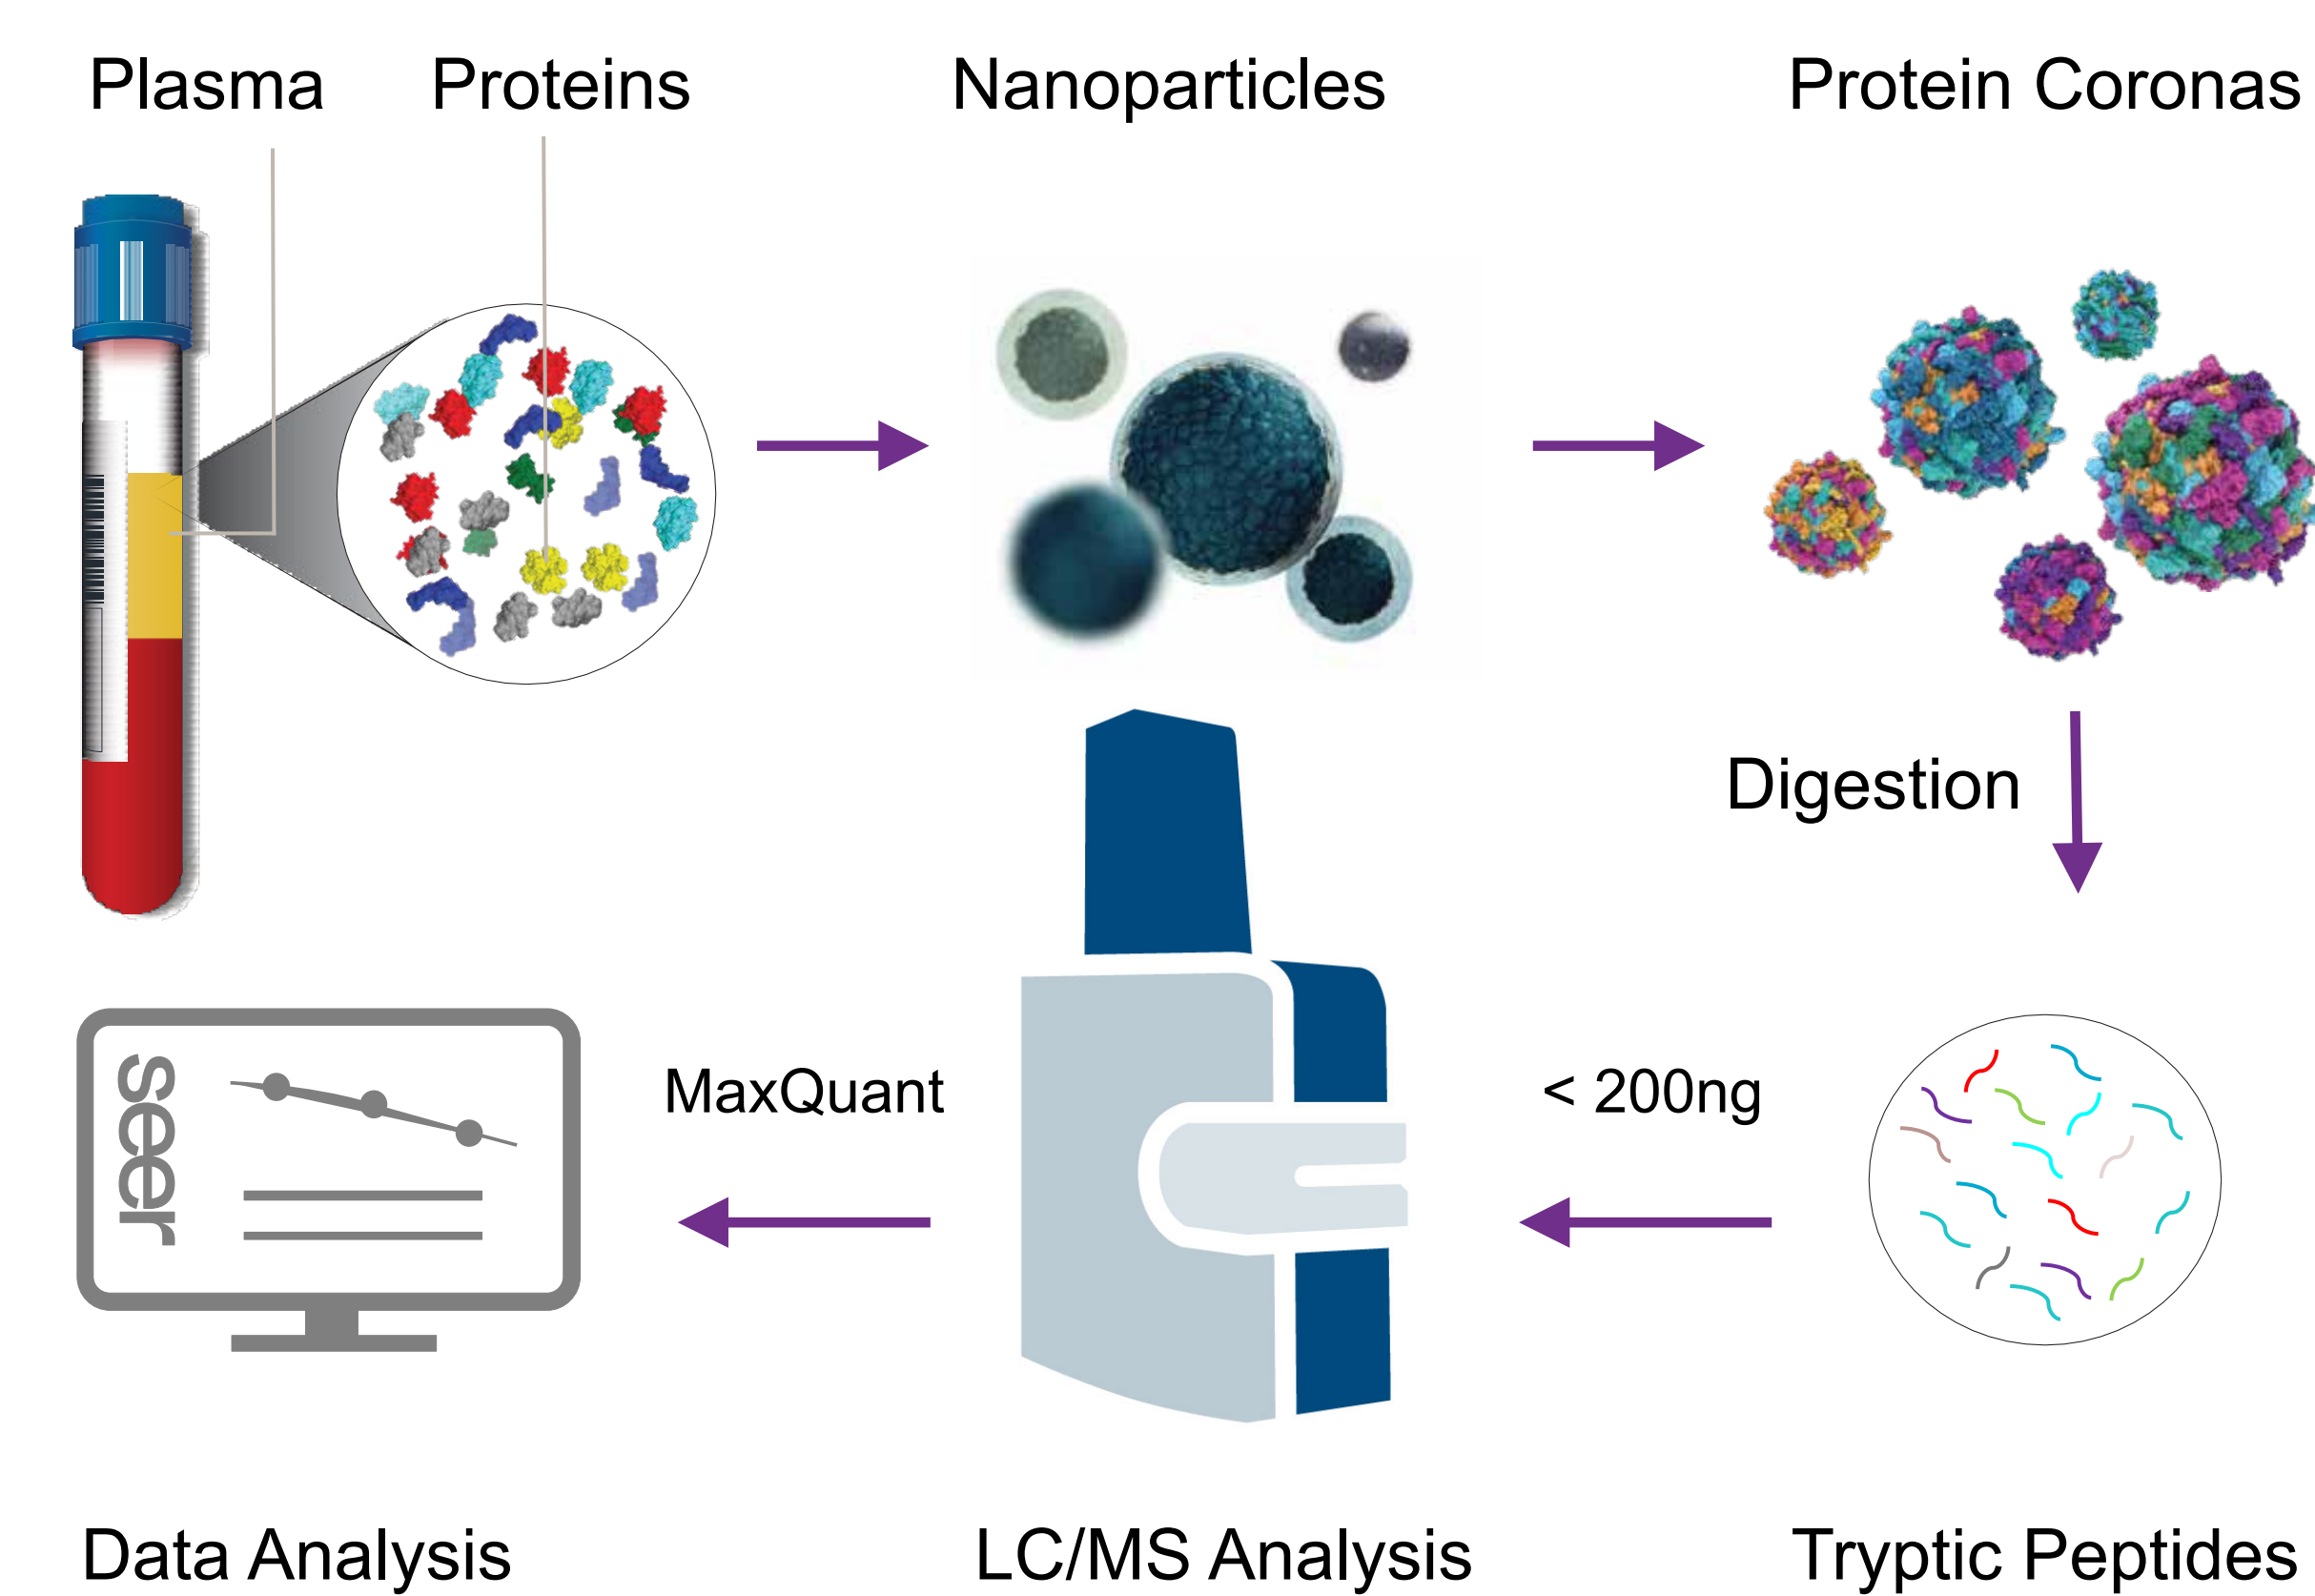 Plasma
Proteins
Nanoparticles
Protein Coronas
Digestion
seer
MaxQuant
< 200ng
Data Analysis
LC/MS Analysis
Tryptic Peptides